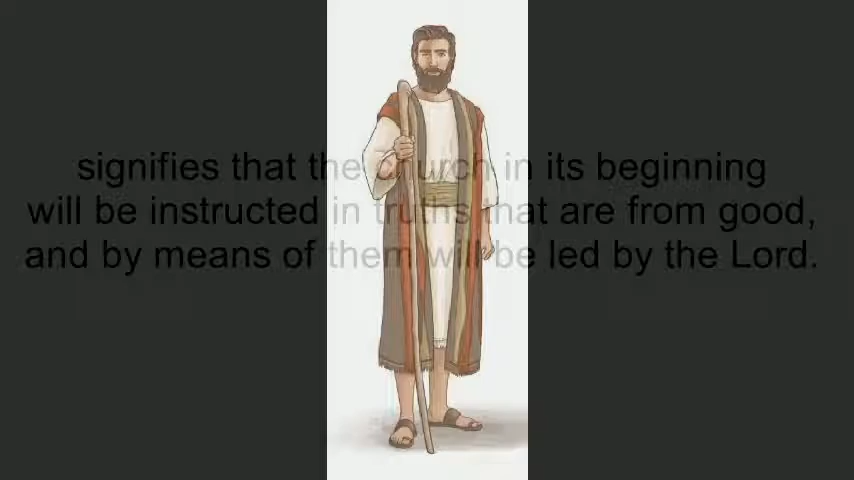 signifies that the church in its beginning
will be instructed in truths that are from good,
and by means of them will be led by the Lord.